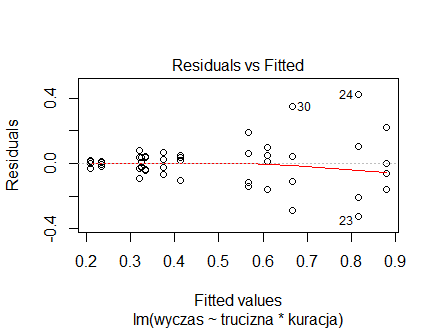 Residuals vs Fitted
Residuals
0.4
0.0
-0.4
24
30
23
0.2 0.3 0.4 0.5 0.6 0.7 0.8 0.9
Fitted values
lm(wyczas ~ trucizna * kuracja)